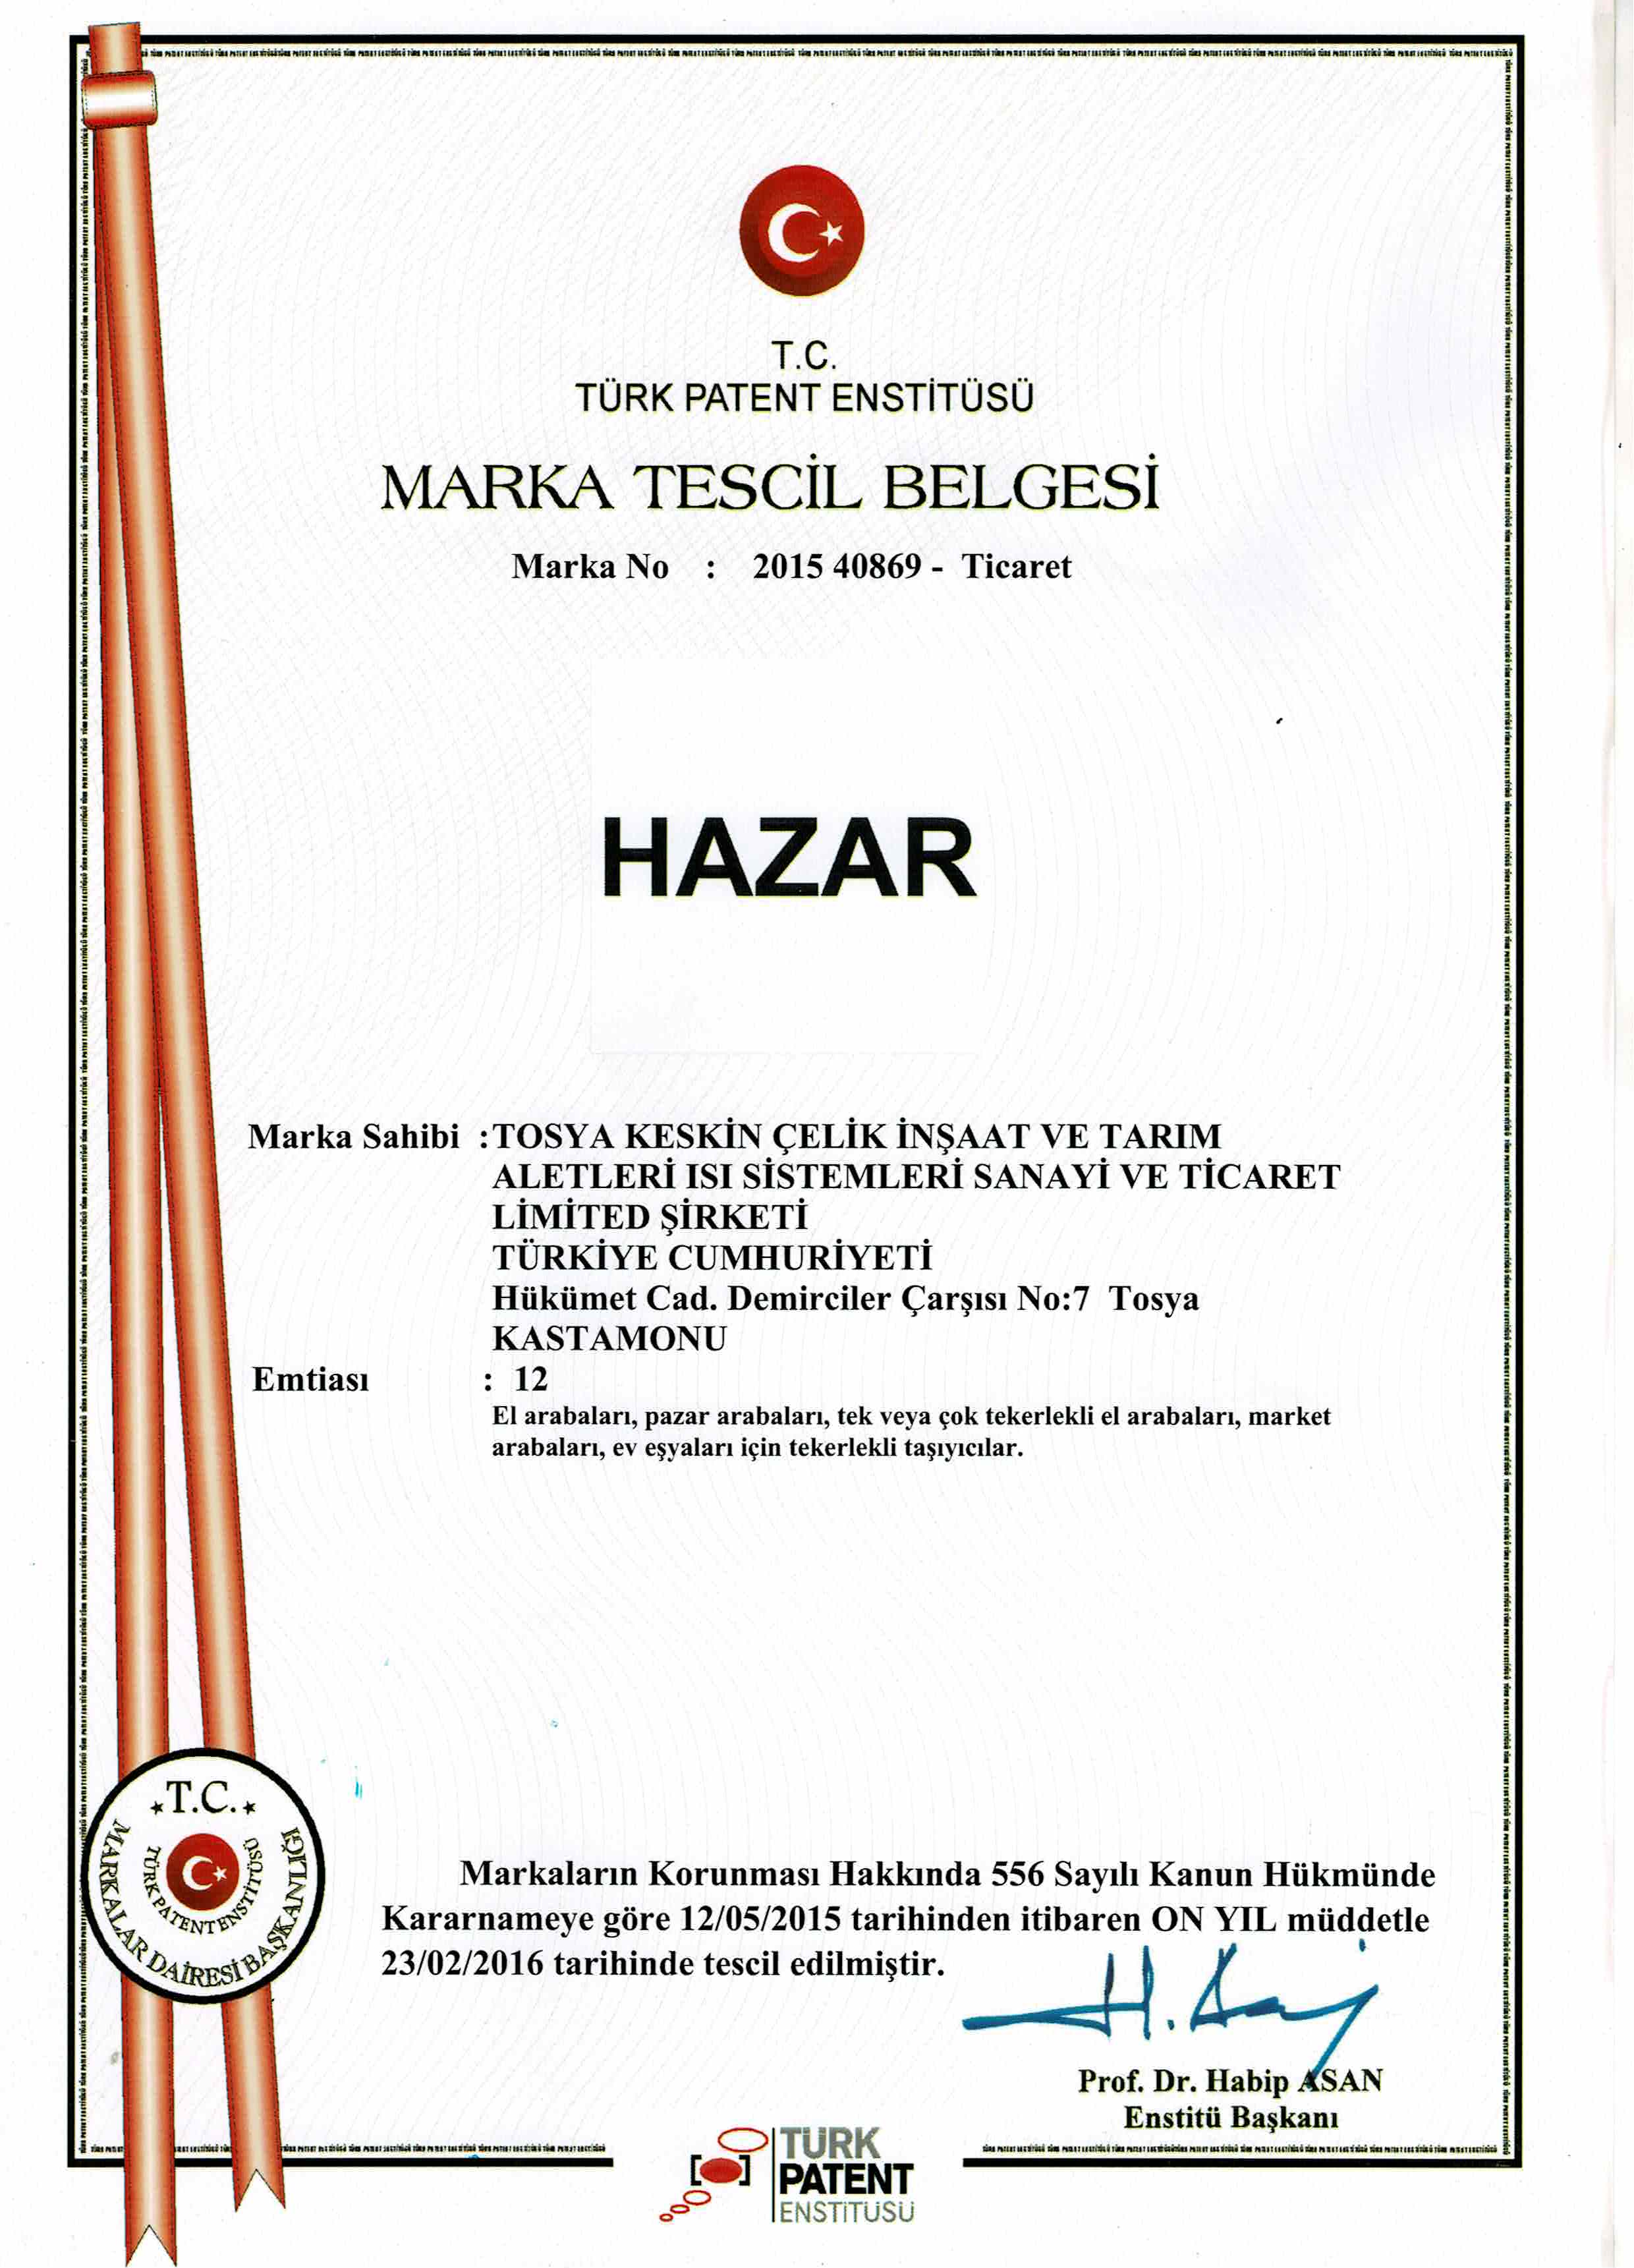 T.C.
TÜRK PATENT ENSTİTÜSÜ
MARKA TESCİL BELGESİ
Marka No : 2015 40869 - Ticaret
HAZAR
Marka Sahibi :TOSYA KESKİN ÇELİK İNŞAAT VE TARIM
ALETLERİ ISI SİSTEMLERİ SANAYİ VE TİCARET
LİMİTED ŞİRKETİ
TÜRKİYE CUMHURİYETİ
Hükümet Cad. Demirciler Çarşısı No:7 Tosya
KASTAMONU
Emtiası : 12
El arabaları, pazar arabaları, tek veya çok tekerlekli el arabaları, market
arabaları, ev eşyaları için tekerlekli taşıyıcılar.
T.C.
MARKALAR DAİRESİ BAŞKANLIĞI
TÜRK PATENT ENSTİTÜSÜ
Markaların Korunması Hakkında 556 Sayılı Kanun Hükmünde
Kararnameye göre 12/05/2015 tarihinden itibaren ON YIL müddetle
23/02/2016 tarihinde tescil edilmiştir.
Prof. Dr. Habip ASAN
Enstitü Başkanı
TÜRK
PATENT
ENSTİTÜSÜ